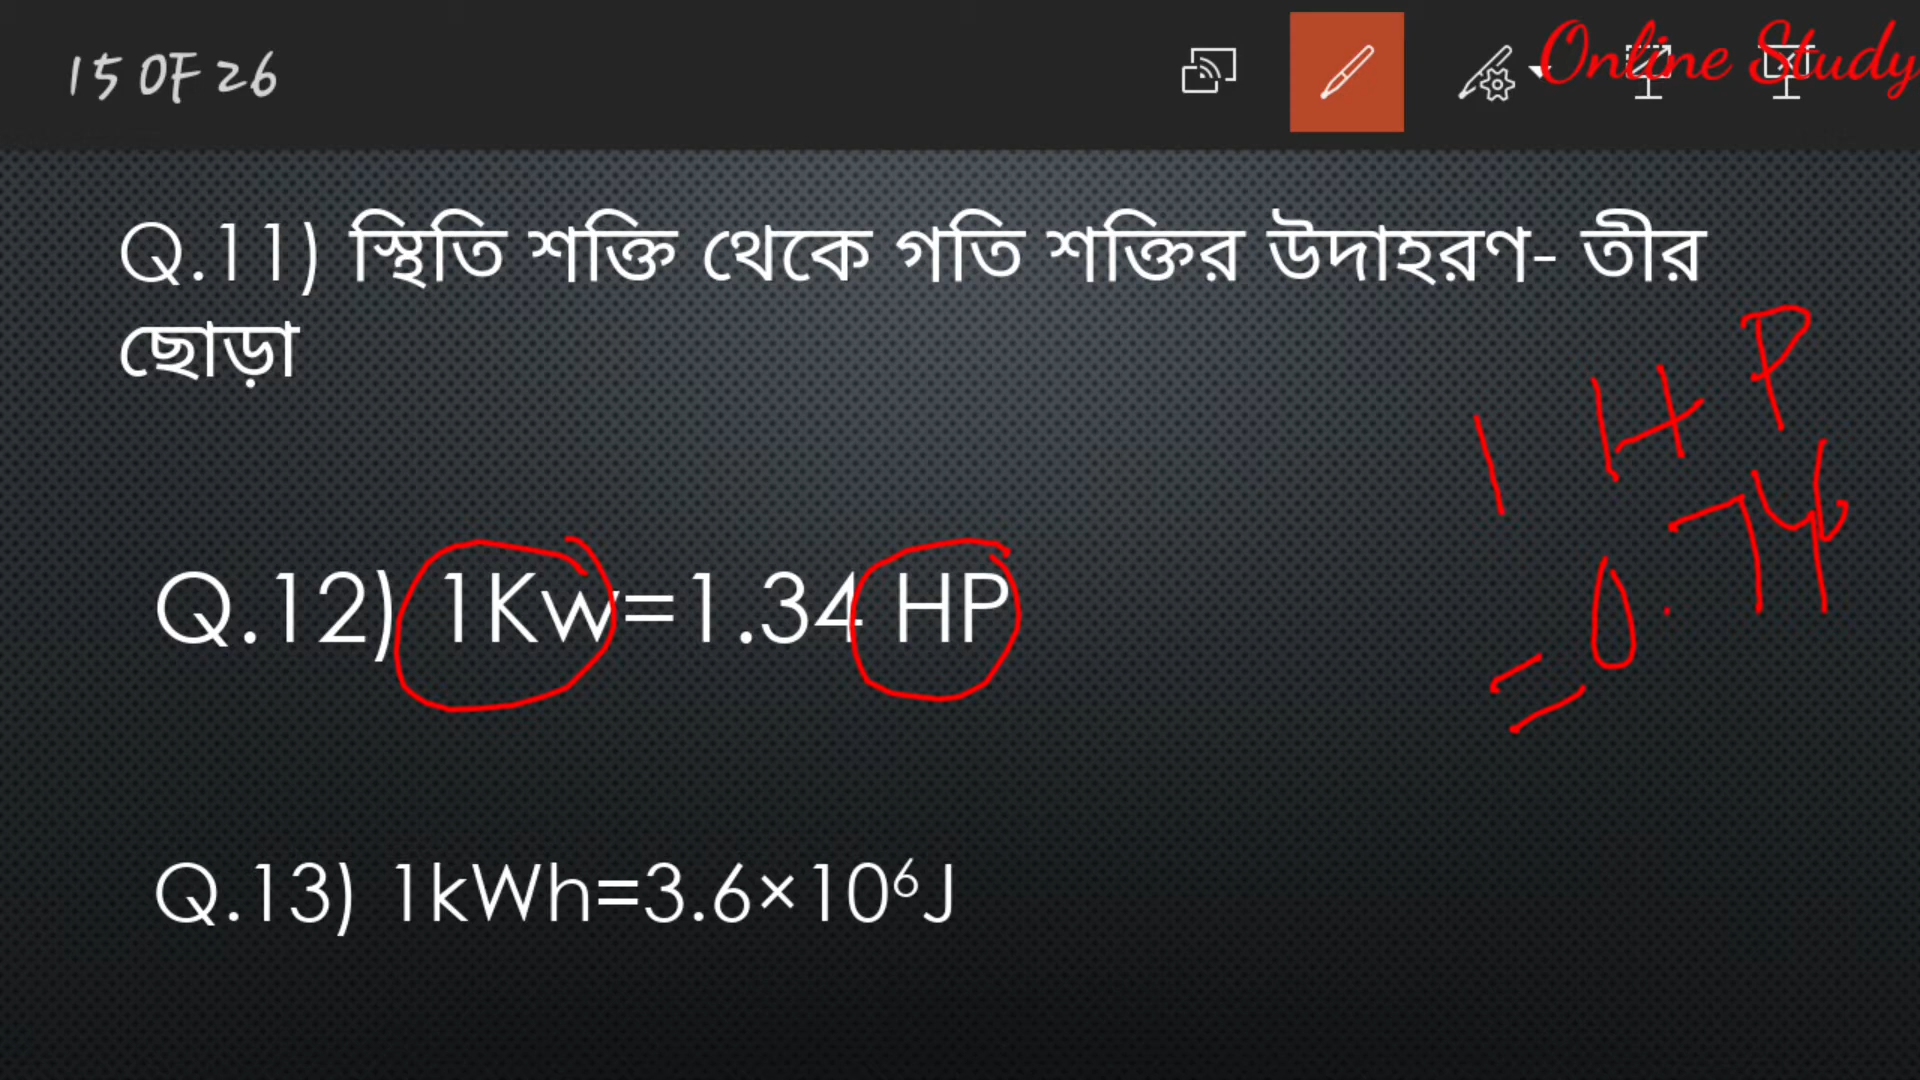 15 OF 26
Online Study
Q.11) স্থিতি শক্তি থেকে গতি শক্তির উদাহরণ- তীর
ছোড়া
1 HP
=0.746
Q.12) 1Kw=1.34 HP
Q.13) 1kWh=3.6×10⁶J